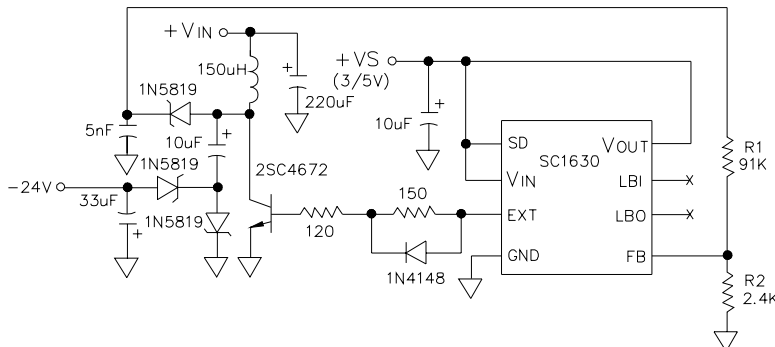 +VIN
150uH
+VS
(3/5V)
1N5819
220uF
5nF
10uF
10uF
1N5819
2SC4672
-24V
33uF
1N5819
120
150
1N4148
SD
SC1630
VOUT
VIN
LBI
EXT
LBO
GND
FB
R1
91K
R2
2.4K